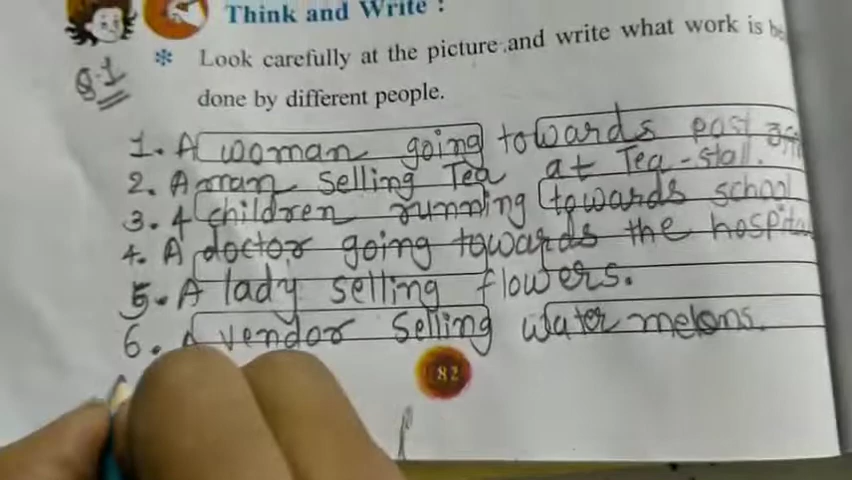 Think and Write :
Q.1 * Look carefully at the picture and write what work is be
done by different people.
1. A woman going towards post
2. A man selling Tea at Tea-stall.
3. 4 children running towards school
4. A doctor going towards the hospital
5. A lady selling flowers.
6. A vendor selling water melons.
82